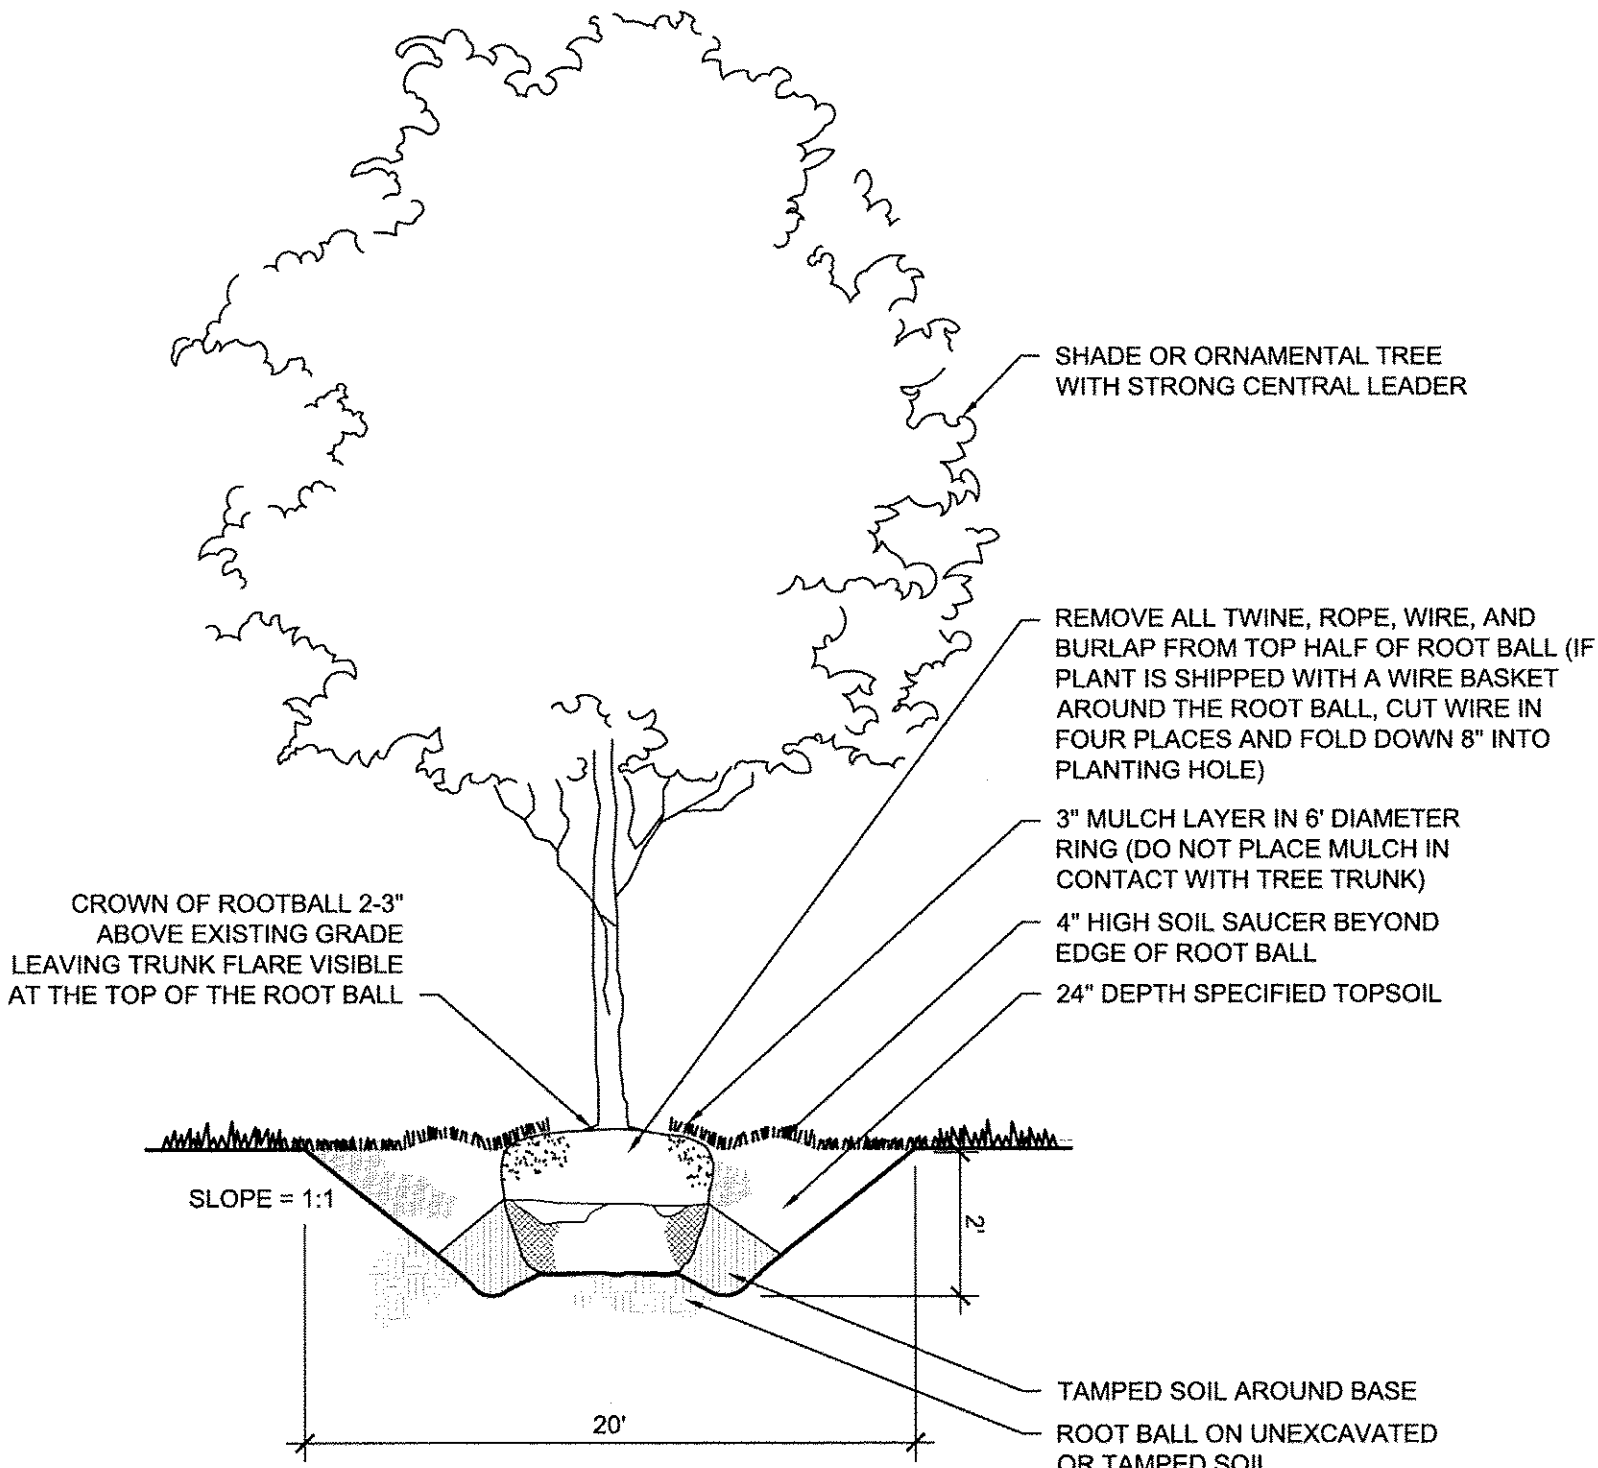 SHADE OR ORNAMENTAL TREE
WITH STRONG CENTRAL LEADER
REMOVE ALL TWINE, ROPE, WIRE, AND
BURLAP FROM TOP HALF OF ROOT BALL (IF
PLANT IS SHIPPED WITH A WIRE BASKET
AROUND THE ROOT BALL, CUT WIRE IN
FOUR PLACES AND FOLD DOWN 8" INTO
PLANTING HOLE)
3" MULCH LAYER IN 6' DIAMETER
RING (DO NOT PLACE MULCH IN
CONTACT WITH TREE TRUNK)
CROWN OF ROOTBALL 2-3"
ABOVE EXISTING GRADE
LEAVING TRUNK FLARE VISIBLE
AT THE TOP OF THE ROOT BALL
4" HIGH SOIL SAUCER BEYOND
EDGE OF ROOT BALL
24" DEPTH SPECIFIED TOPSOIL
SLOPE = 1:1
2'
TAMPED SOIL AROUND BASE
20'
ROOT BALL ON UNEXCAVATED
OR TAMPED SOIL